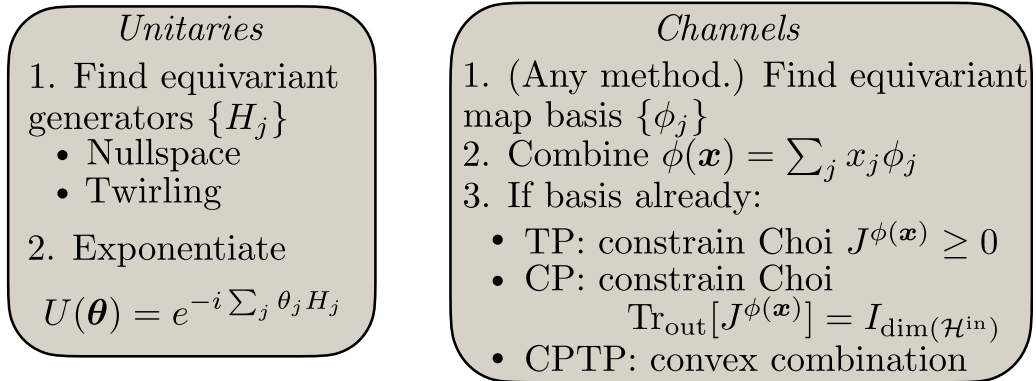 Unitaries
1. Find equivariant
generators {H_j}
• Nullspace
• Twirling
2. Exponentiate
U(𝜽) = e^{−i ∑_j θ_j H_j}
Channels
1. (Any method.) Find equivariant
map basis {ϕ_j}
2. Combine ϕ(𝒙) = ∑_j x_j ϕ_j
3. If basis already:
• TP: constrain Choi J^{ϕ(𝒙)} ≥ 0
• CP: constrain Choi
Tr_out[J^{ϕ(𝒙)}] = I_{dim(ℋ^in)}
• CPTP: convex combination